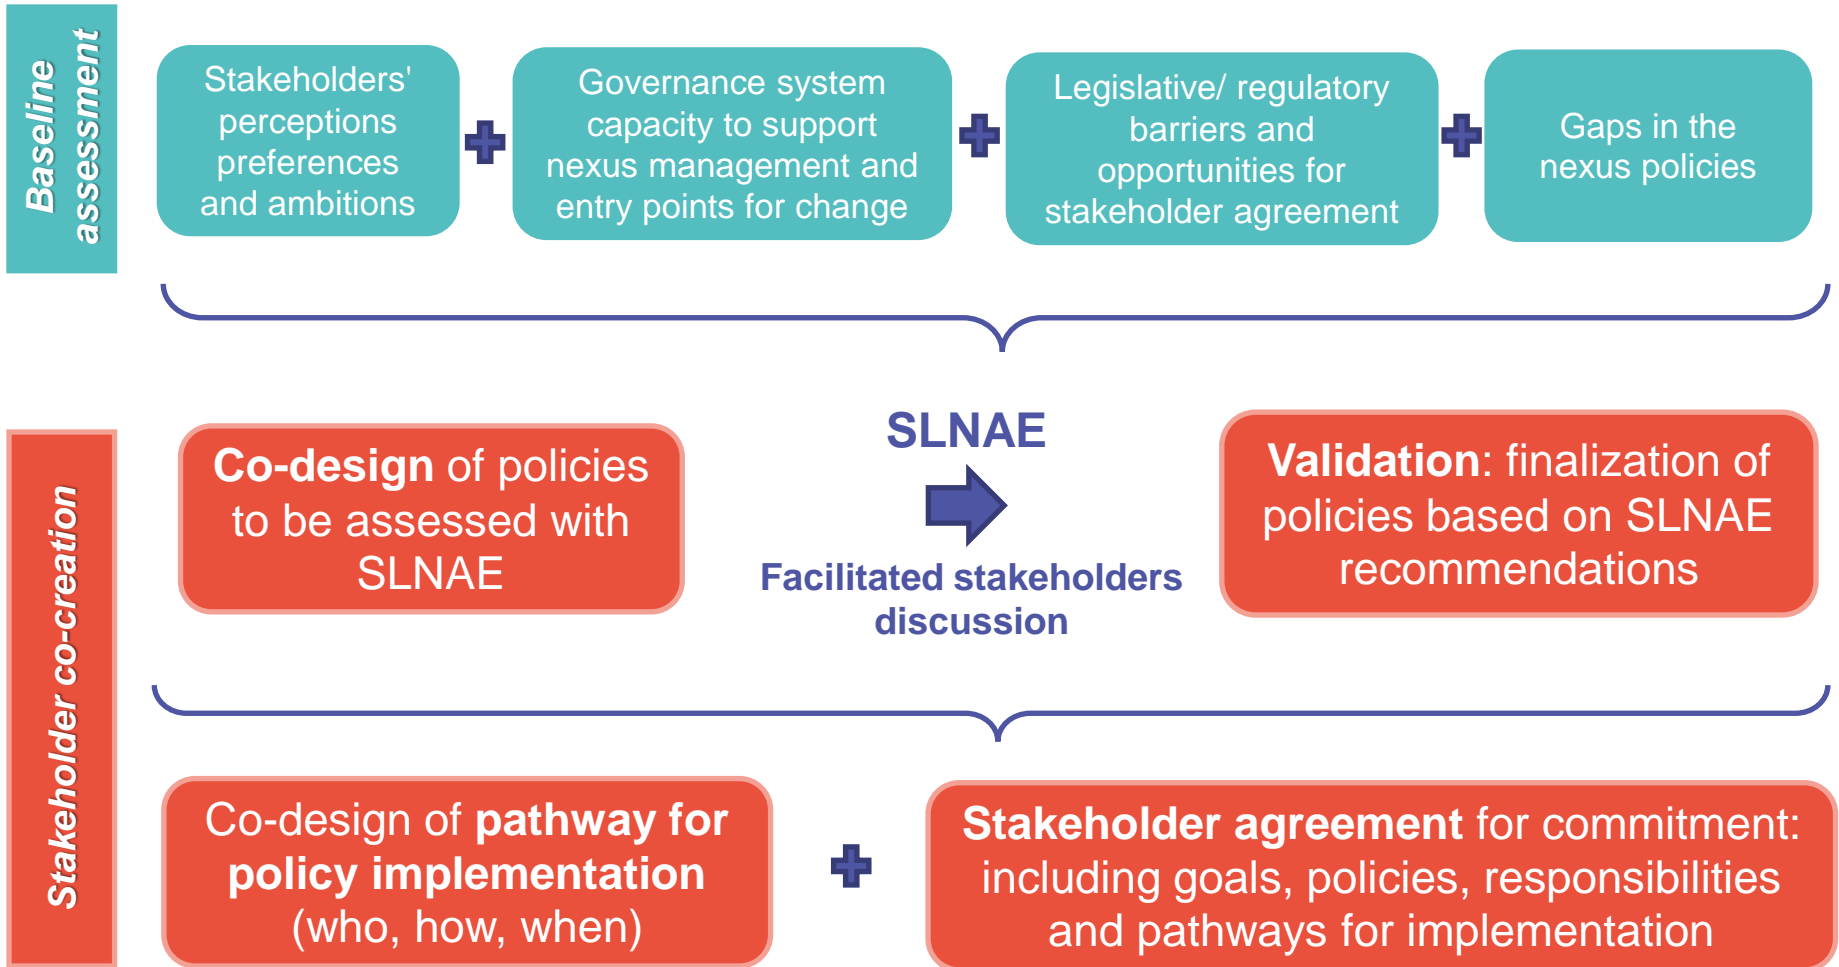 Baseline
assessment
Stakeholders'
perceptions
preferences
and ambitions
Governance system
capacity to support
nexus management and
entry points for change
Legislative/ regulatory
barriers and
opportunities for
stakeholder agreement
Gaps in the
nexus policies
Stakeholder co-creation
Co-design of policies
to be assessed with
SLNAE
SLNAE
Facilitated stakeholders
discussion
Validation: finalization of
policies based on SLNAE
recommendations
Co-design of pathway for
policy implementation
(who, how, when)
Stakeholder agreement for commitment:
including goals, policies, responsibilities
and pathways for implementation